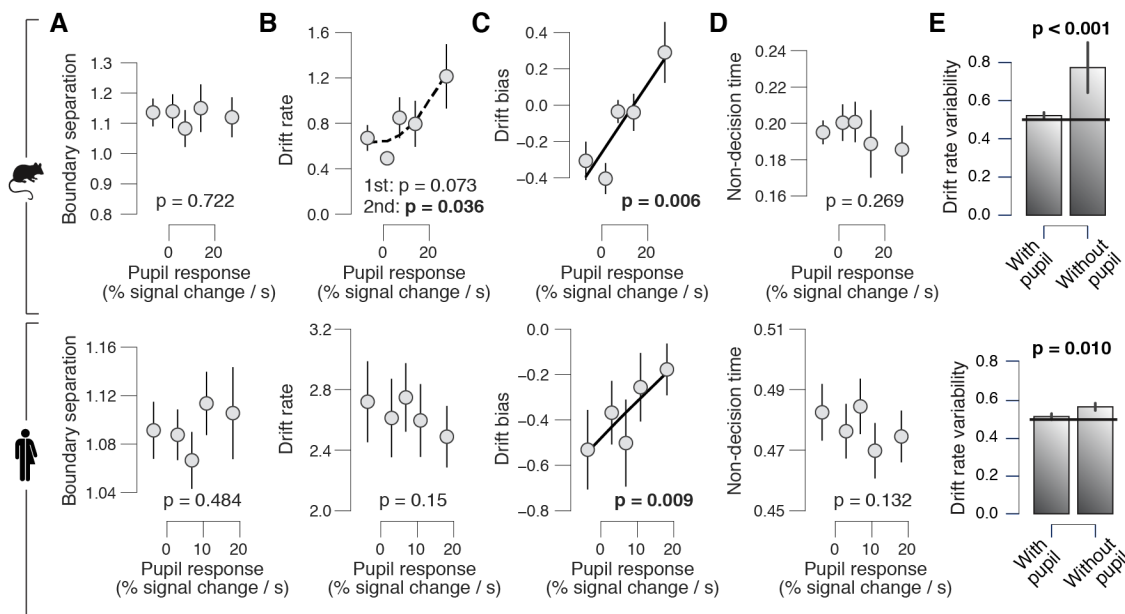 A
Boundary separation
1.3
1.2
1.1
1.0
0.9
0.8
p = 0.722
0 20
Pupil response
(% signal change / s)
B
Drift rate
1.6
1.2
0.8
0.4
0.0
1st: p = 0.073
2nd: p = 0.036
0 20
Pupil response
(% signal change / s)
C
Drift bias
0.4
0.2
0.0
−0.2
−0.4
p = 0.006
0 20
Pupil response
(% signal change / s)
D
Non-decision time
0.24
0.20
0.18
0.16
p = 0.269
0 20
Pupil response
(% signal change / s)
E
p < 0.001
Drift rate variability
0.8
0.6
0.4
0.2
0.0
With
pupil
Without
pupil
Boundary separation
1.16
1.12
1.08
1.04
p = 0.484
0 10 20
Pupil response
(% signal change / s)
Drift rate
3.2
2.8
2.4
2.0
p = 0.15
0 10 20
Pupil response
(% signal change / s)
Drift bias
0.0
−0.2
−0.4
−0.6
−0.8
p = 0.009
0 10 20
Pupil response
(% signal change / s)
Non-decision time
0.51
0.49
0.47
0.45
p = 0.132
0 10 20
Pupil response
(% signal change / s)
p = 0.010
Drift rate variability
0.8
0.6
0.4
0.2
0.0
With
pupil
Without
pupil